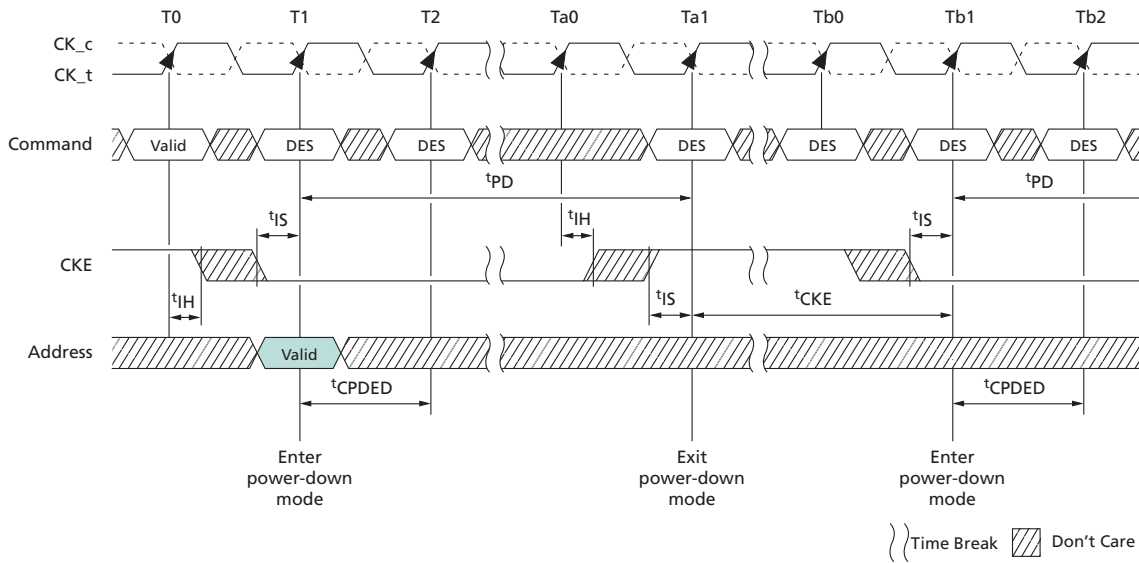 T0 T1 T2 Ta0 Ta1 Tb0 Tb1 Tb2
CK_c
CK_t
Command Valid DES DES DES DES DES DES
tPD tPD
tIS tIH tIS
CKE
tIH tIS tCKE
Address Valid
tCPDED tCPDED
Enter
power-down
mode
Exit
power-down
mode
Enter
power-down
mode
Time Break Don't Care